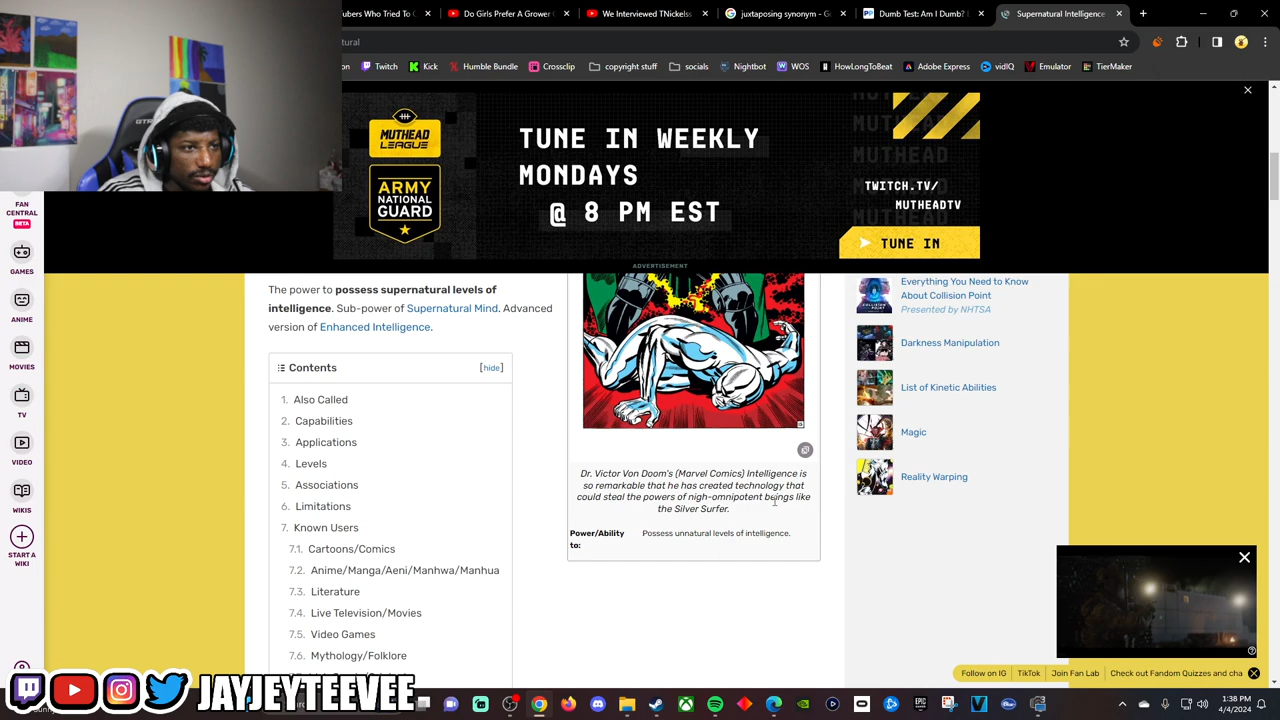 ubers Who Tried To
Do Girls Prefer A Grower
We Interviewed TNickelss
juxtaposing synonym - G
Dumb Test: Am I Dumb?
Supernatural Intelligence
tural
Twitch
Kick
Humble Bundle
Crossclip
copyright stuff
socials
Nightbot
WOS
HowLongToBeat
Adobe Express
vidIQ
Emulator
TierMaker
MUTHEAD
LEAGUE
ARMY
NATIONAL
GUARD
TUNE IN WEEKLY
MONDAYS
@ 8 PM EST
MUTHEAD
TWITCH.TV/
MUTHEADTV
TUNE IN
ADVERTISEMENT
FAN
CENTRAL
BETA
GAMES
ANIME
MOVIES
TV
VIDEO
WIKIS
START A
WIKI
The power to possess supernatural levels of
intelligence. Sub-power of Supernatural Mind. Advanced
version of Enhanced Intelligence.
Contents [hide]
1. Also Called
2. Capabilities
3. Applications
4. Levels
5. Associations
6. Limitations
7. Known Users
7.1. Cartoons/Comics
7.2. Anime/Manga/Aeni/Manhwa/Manhua
7.3. Literature
7.4. Live Television/Movies
7.5. Video Games
7.6. Mythology/Folklore
Dr. Victor Von Doom's (Marvel Comics) Intelligence is
so remarkable that he has created technology that
could steal the powers of nigh-omnipotent beings like
the Silver Surfer.
Power/Ability to: Possess unnatural levels of intelligence.
Everything You Need to Know
About Collision Point
Presented by NHTSA
Darkness Manipulation
List of Kinetic Abilities
Magic
Reality Warping
Follow on IG
TikTok
Join Fan Lab
Check out Fandom Quizzes and cha
JAYJEYTEEVEE
1:38 PM
4/4/2024